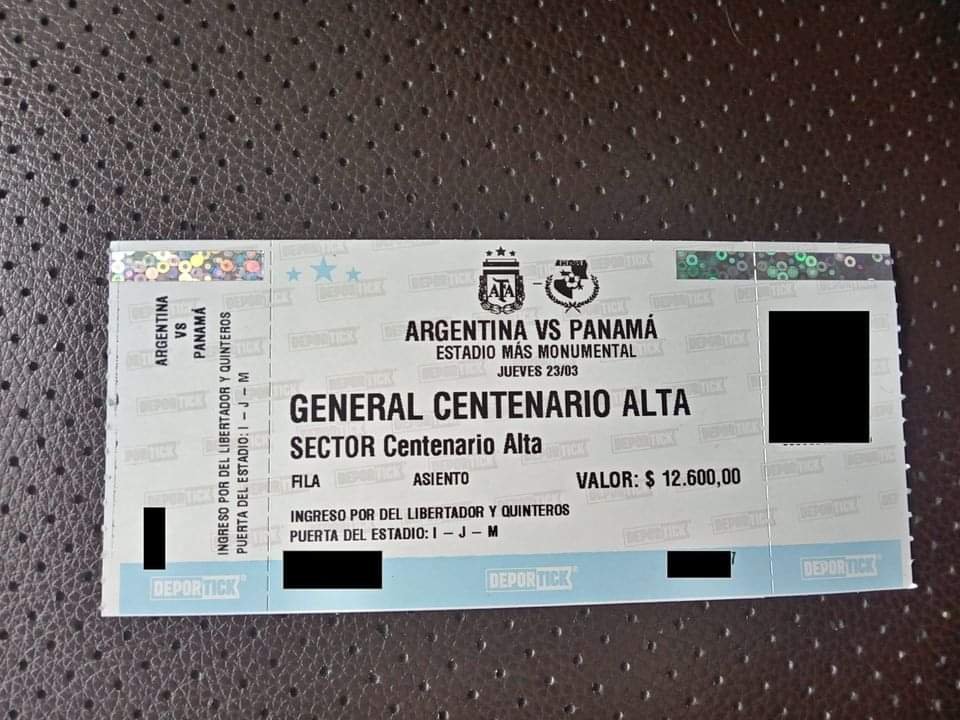 ARGENTINA
VS
PANAMÁ
INGRESO POR DEL LIBERTADOR Y QUINTEROS
PUERTA DEL ESTADIO: I - J - M
DEPORTICK
AFA
ARGENTINA VS PANAMÁ
ESTADIO MÁS MONUMENTAL
JUEVES 23/03
GENERAL CENTENARIO ALTA
SECTOR Centenario Alta
FILA ASIENTO VALOR: $ 12.600,00
INGRESO POR DEL LIBERTADOR Y QUINTEROS
PUERTA DEL ESTADIO: I - J - M
DEPORTICK
DEPORTICK